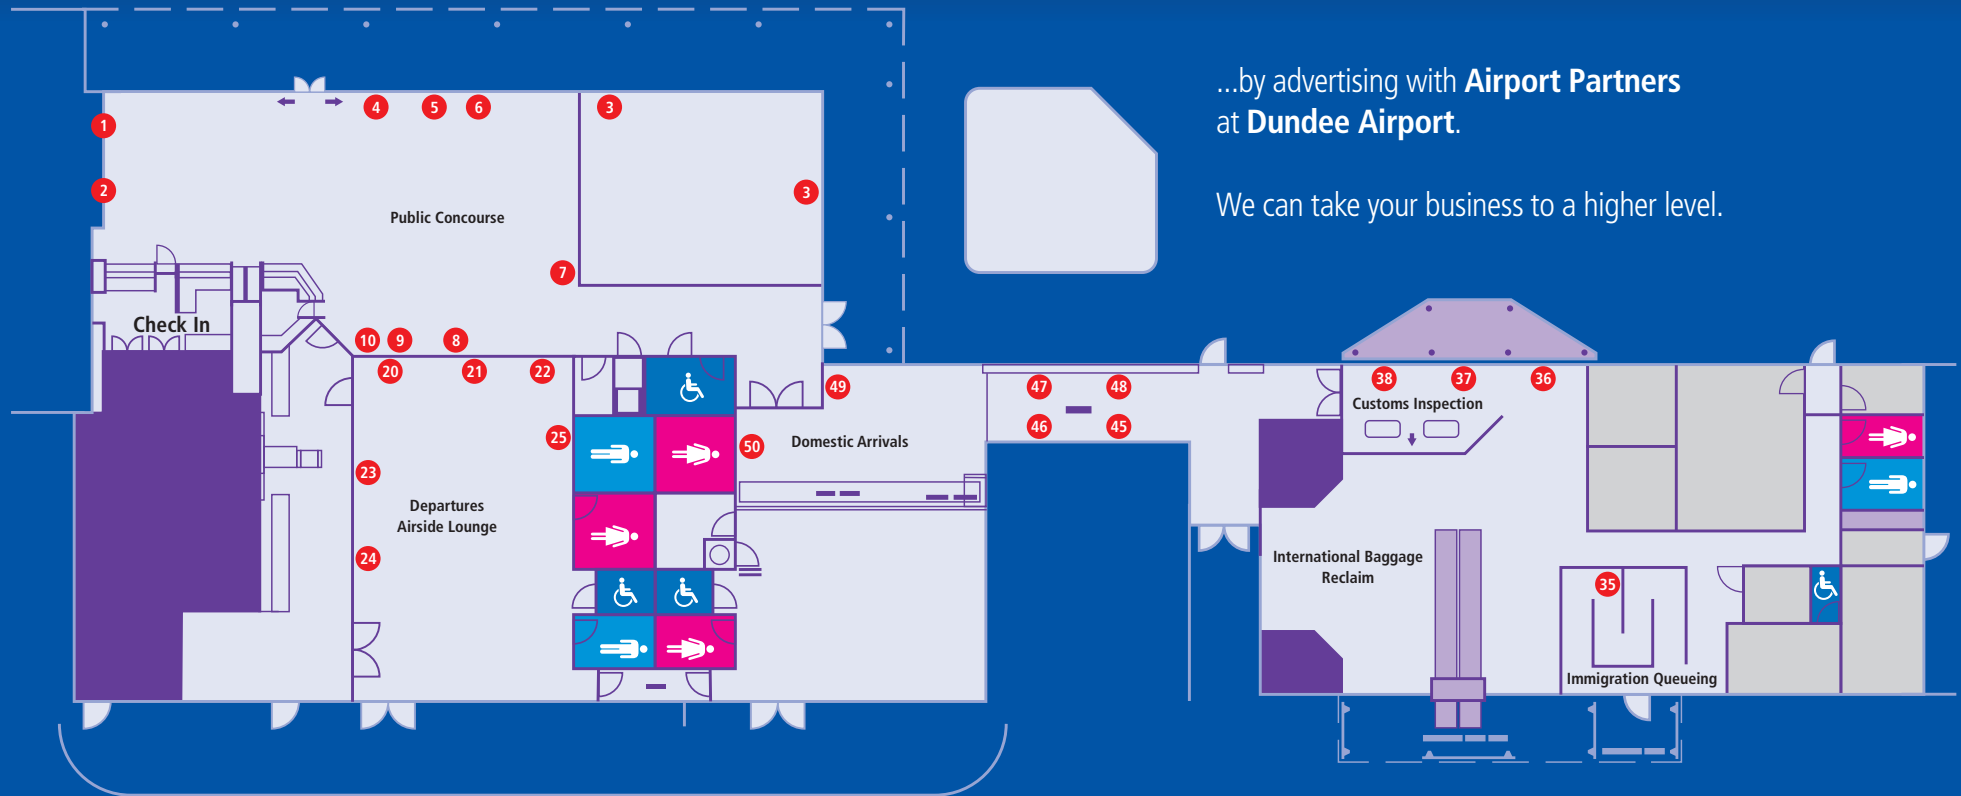 ...by advertising with Airport Partners
at Dundee Airport.
We can take your business to a higher level.
4
5
6
3
1
2
3
Public Concourse
7
Check In
10
9
8
20
21
22
49
47
48
38
37
36
Customs Inspection
46
45
25
50
Domestic Arrivals
23
Departures
Airside Lounge
24
International Baggage
Reclaim
35
Immigration Queueing